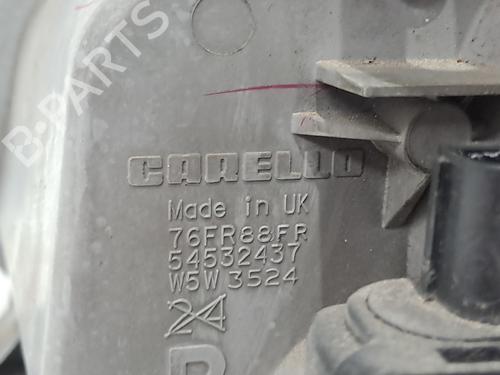 B-PARTS
CARELLO
Made in UK
76FR88FR
54532437
W5W 3524
24
R